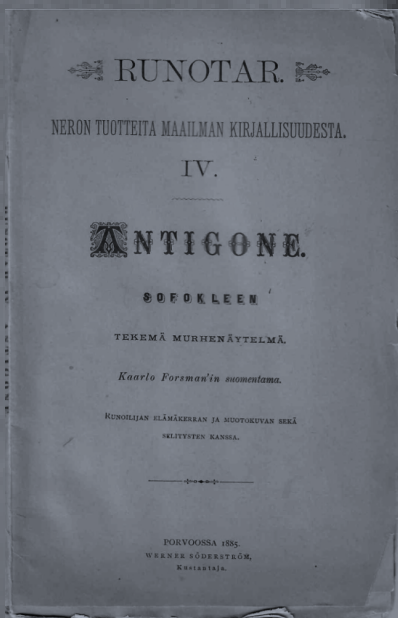 RUNOTAR.
NERON TUOTTEITA MAAILMAN KIRJALLISUUDESTA.
IV.
ANTIGONE.
SOFOKLEEN
TEKEMÄ MURHENÄYTELMÄ.
Kaarlo Forsman'in suomentama.
RUNOILIJAN ELÄMÄKERRAN JA MUOTOKUVAN SEKÄ
SELITYSTEN KANSSA.
PORVOOSSA 1885.
WERNER SÖDERSTRÖM,
Kustantaja.